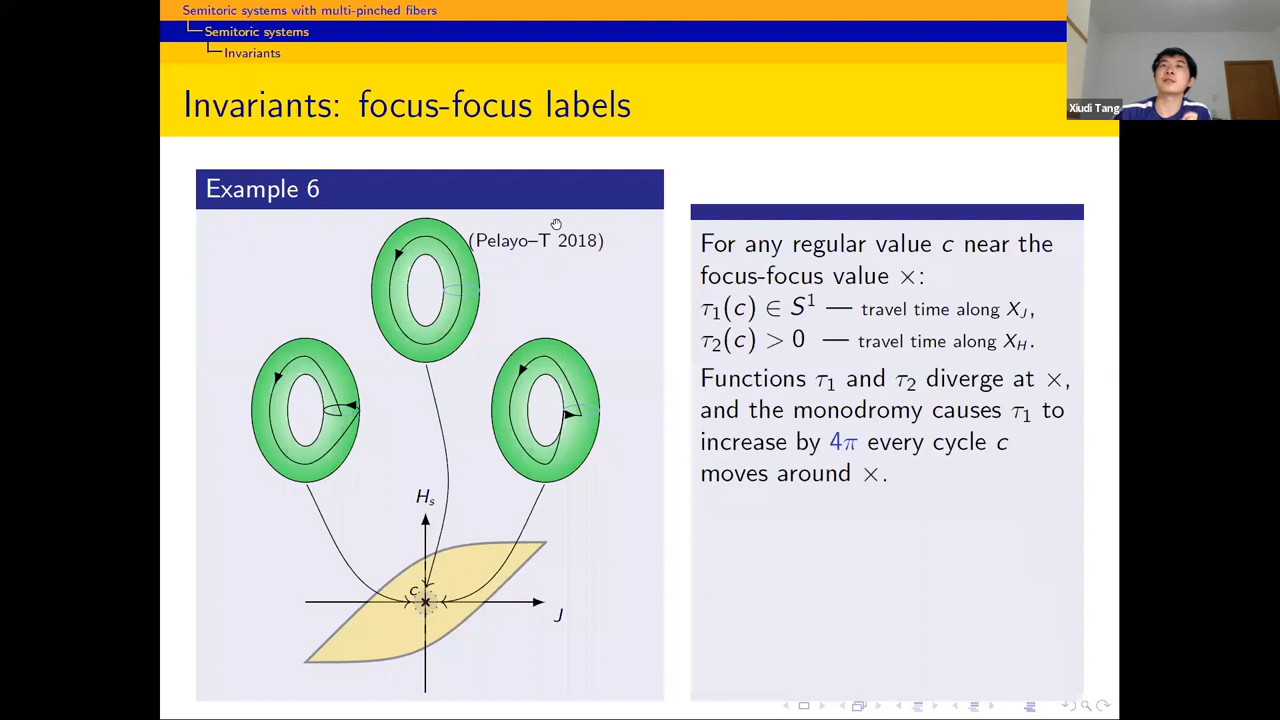 Semitoric systems with multi-pinched fibers
Semitoric systems
Invariants
Invariants: focus-focus labels
Xiudi Tang
Example 6
(Pelayo–T 2018)
H_s
c
J
For any regular value c near the
focus-focus value ×:
τ₁(c) ∈ S¹ — travel time along X_J,
τ₂(c) > 0 — travel time along X_H.
Functions τ₁ and τ₂ diverge at ×,
and the monodromy causes τ₁ to
increase by 4π every cycle c
moves around ×.